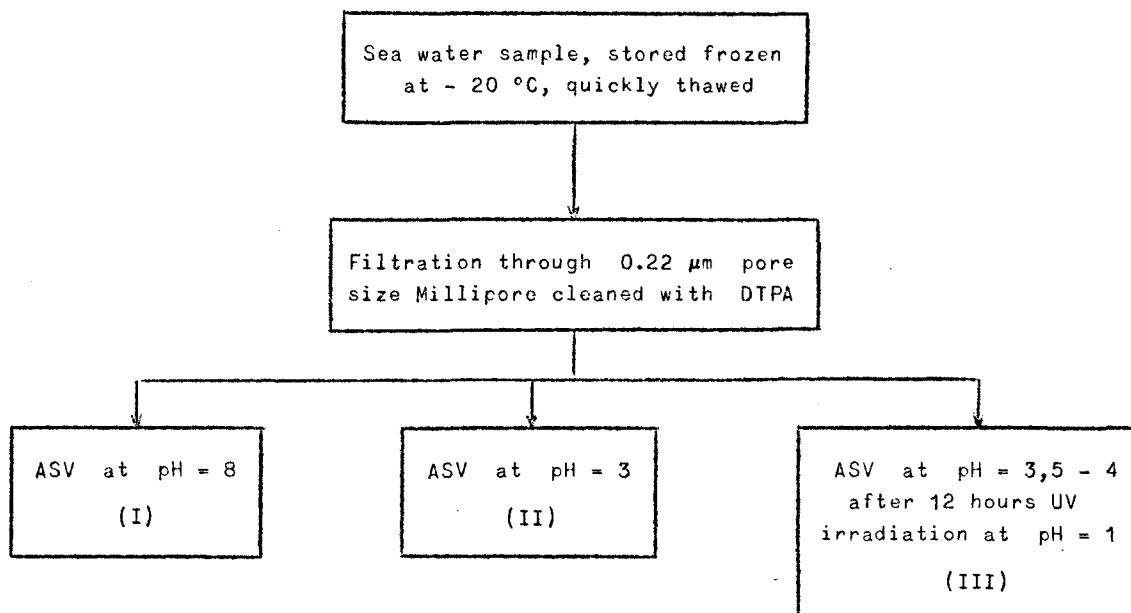 Sea water sample, stored frozen
at - 20 °C, quickly thawed
Filtration through 0.22 μm pore
size Millipore cleaned with DTPA
ASV at pH = 8
(I)
ASV at pH = 3
(II)
ASV at pH = 3,5 - 4
after 12 hours UV
irradiation at pH = 1
(III)